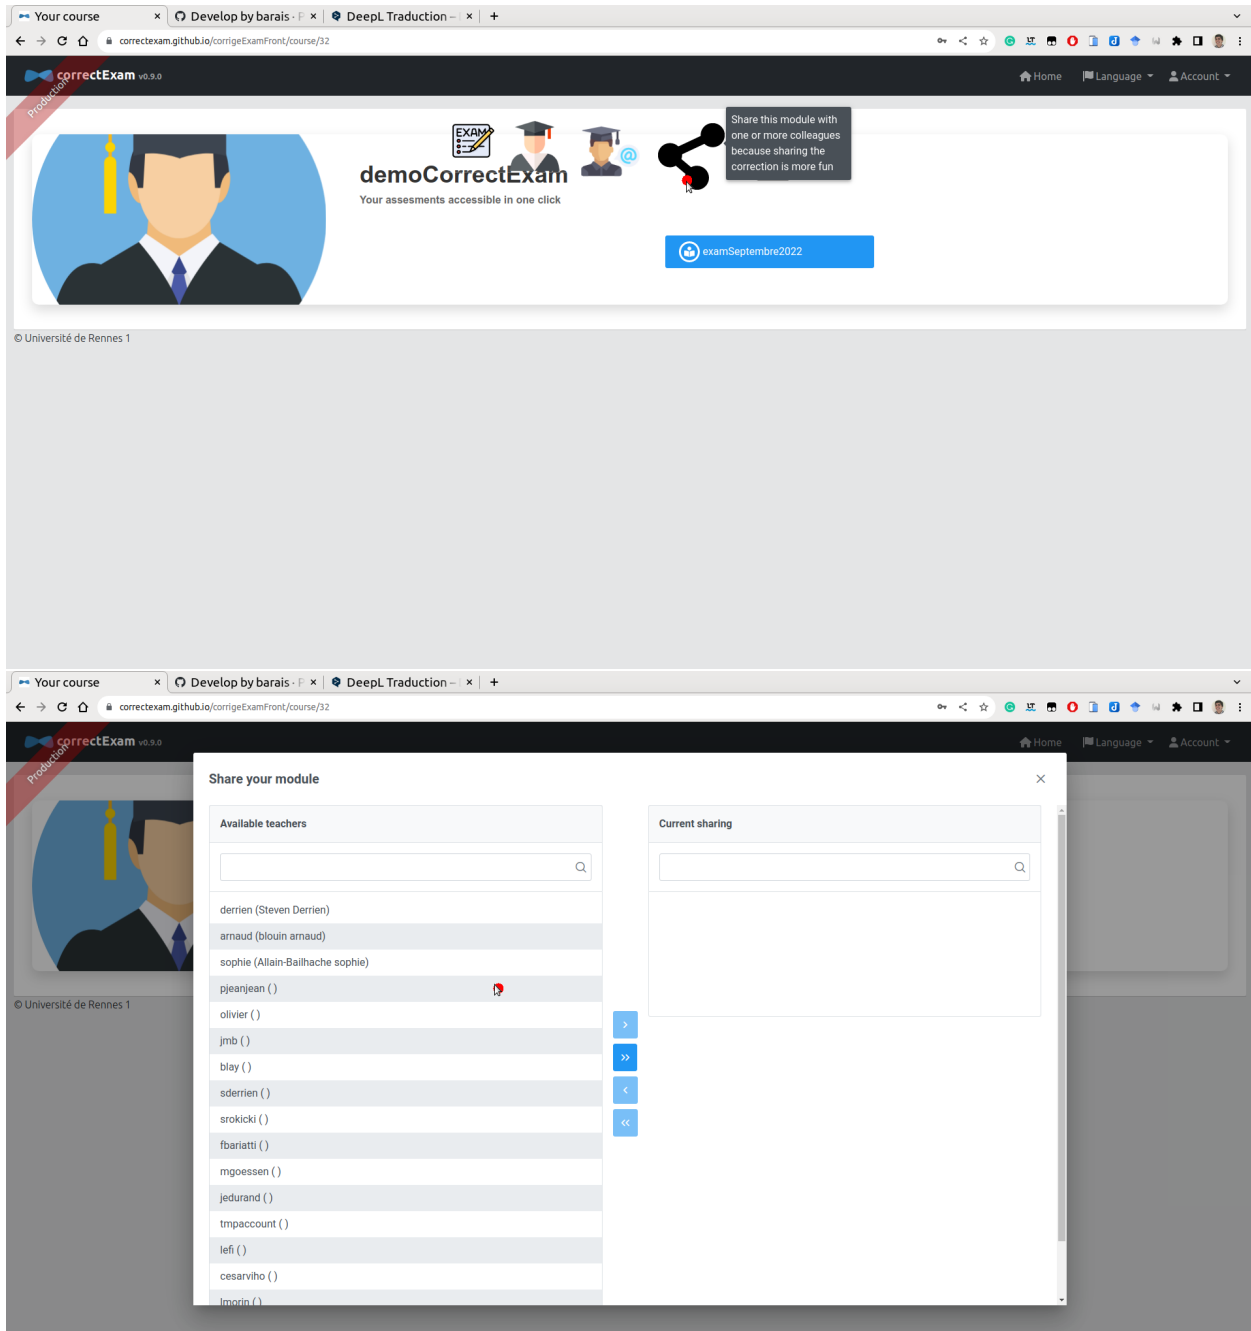 Your course
Develop by barais · P
DeepL Traduction –
correctexam.github.io/corrigeExamFront/course/32
correctExam v0.9.0
Home
Language
Account
Production
EXAM
Share this module with
one or more colleagues
because sharing the
correction is more fun
demoCorrectExam
Your assesments accessible in one click
examSeptembre2022
© Université de Rennes 1
Your course
Develop by barais · P
DeepL Traduction –
correctexam.github.io/corrigeExamFront/course/32
correctExam v0.9.0
Home
Language
Account
Production
Share your module
Available teachers
Current sharing
derrien (Steven Derrien)
arnaud (blouin arnaud)
sophie (Allain-Bailhache sophie)
pjeanjean ( )
olivier ( )
jmb ( )
blay ( )
sderrien ( )
srokicki ( )
fbariatti ( )
mgoessen ( )
jedurand ( )
tmpaccount ( )
lefi ( )
cesarviho ( )
lmorin ( )
© Université de Rennes 1